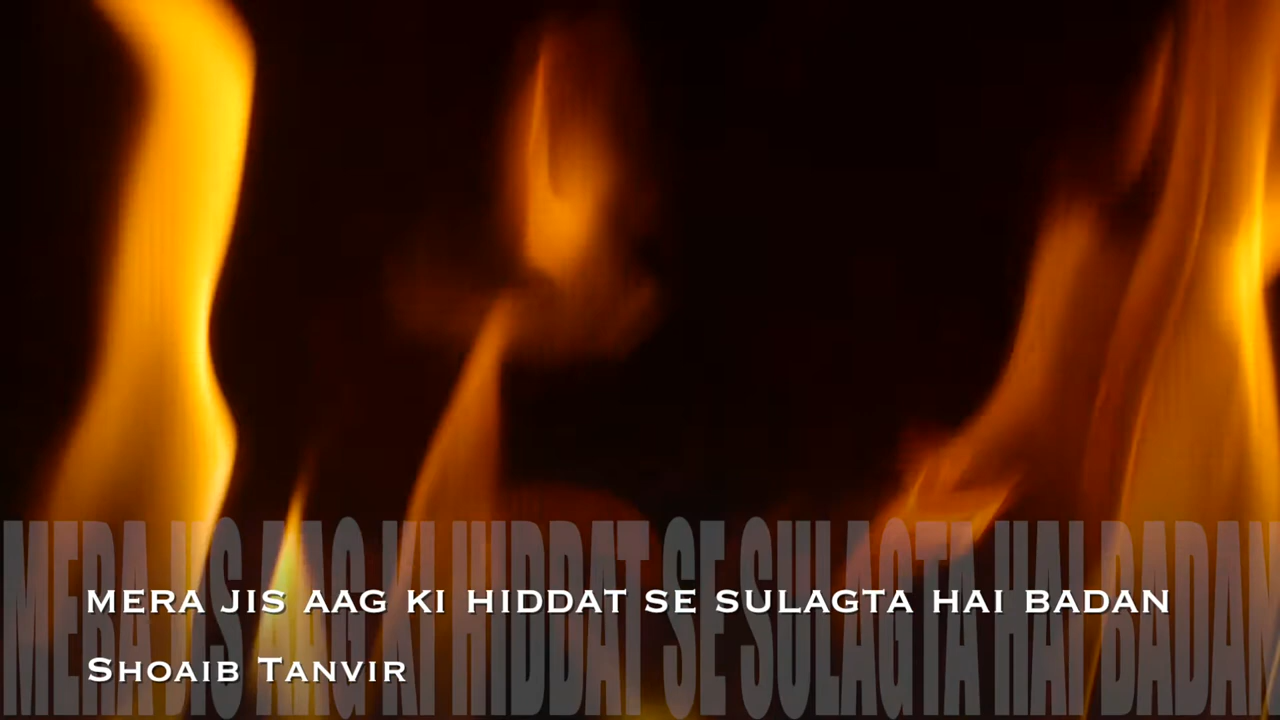 MERA JIS AAG KI HIDDAT SE SULAGTA HAI BADAN
MERA JIS AAG KI HIDDAT SE SULAGTA HAI BADAN
Shoaib Tanvir